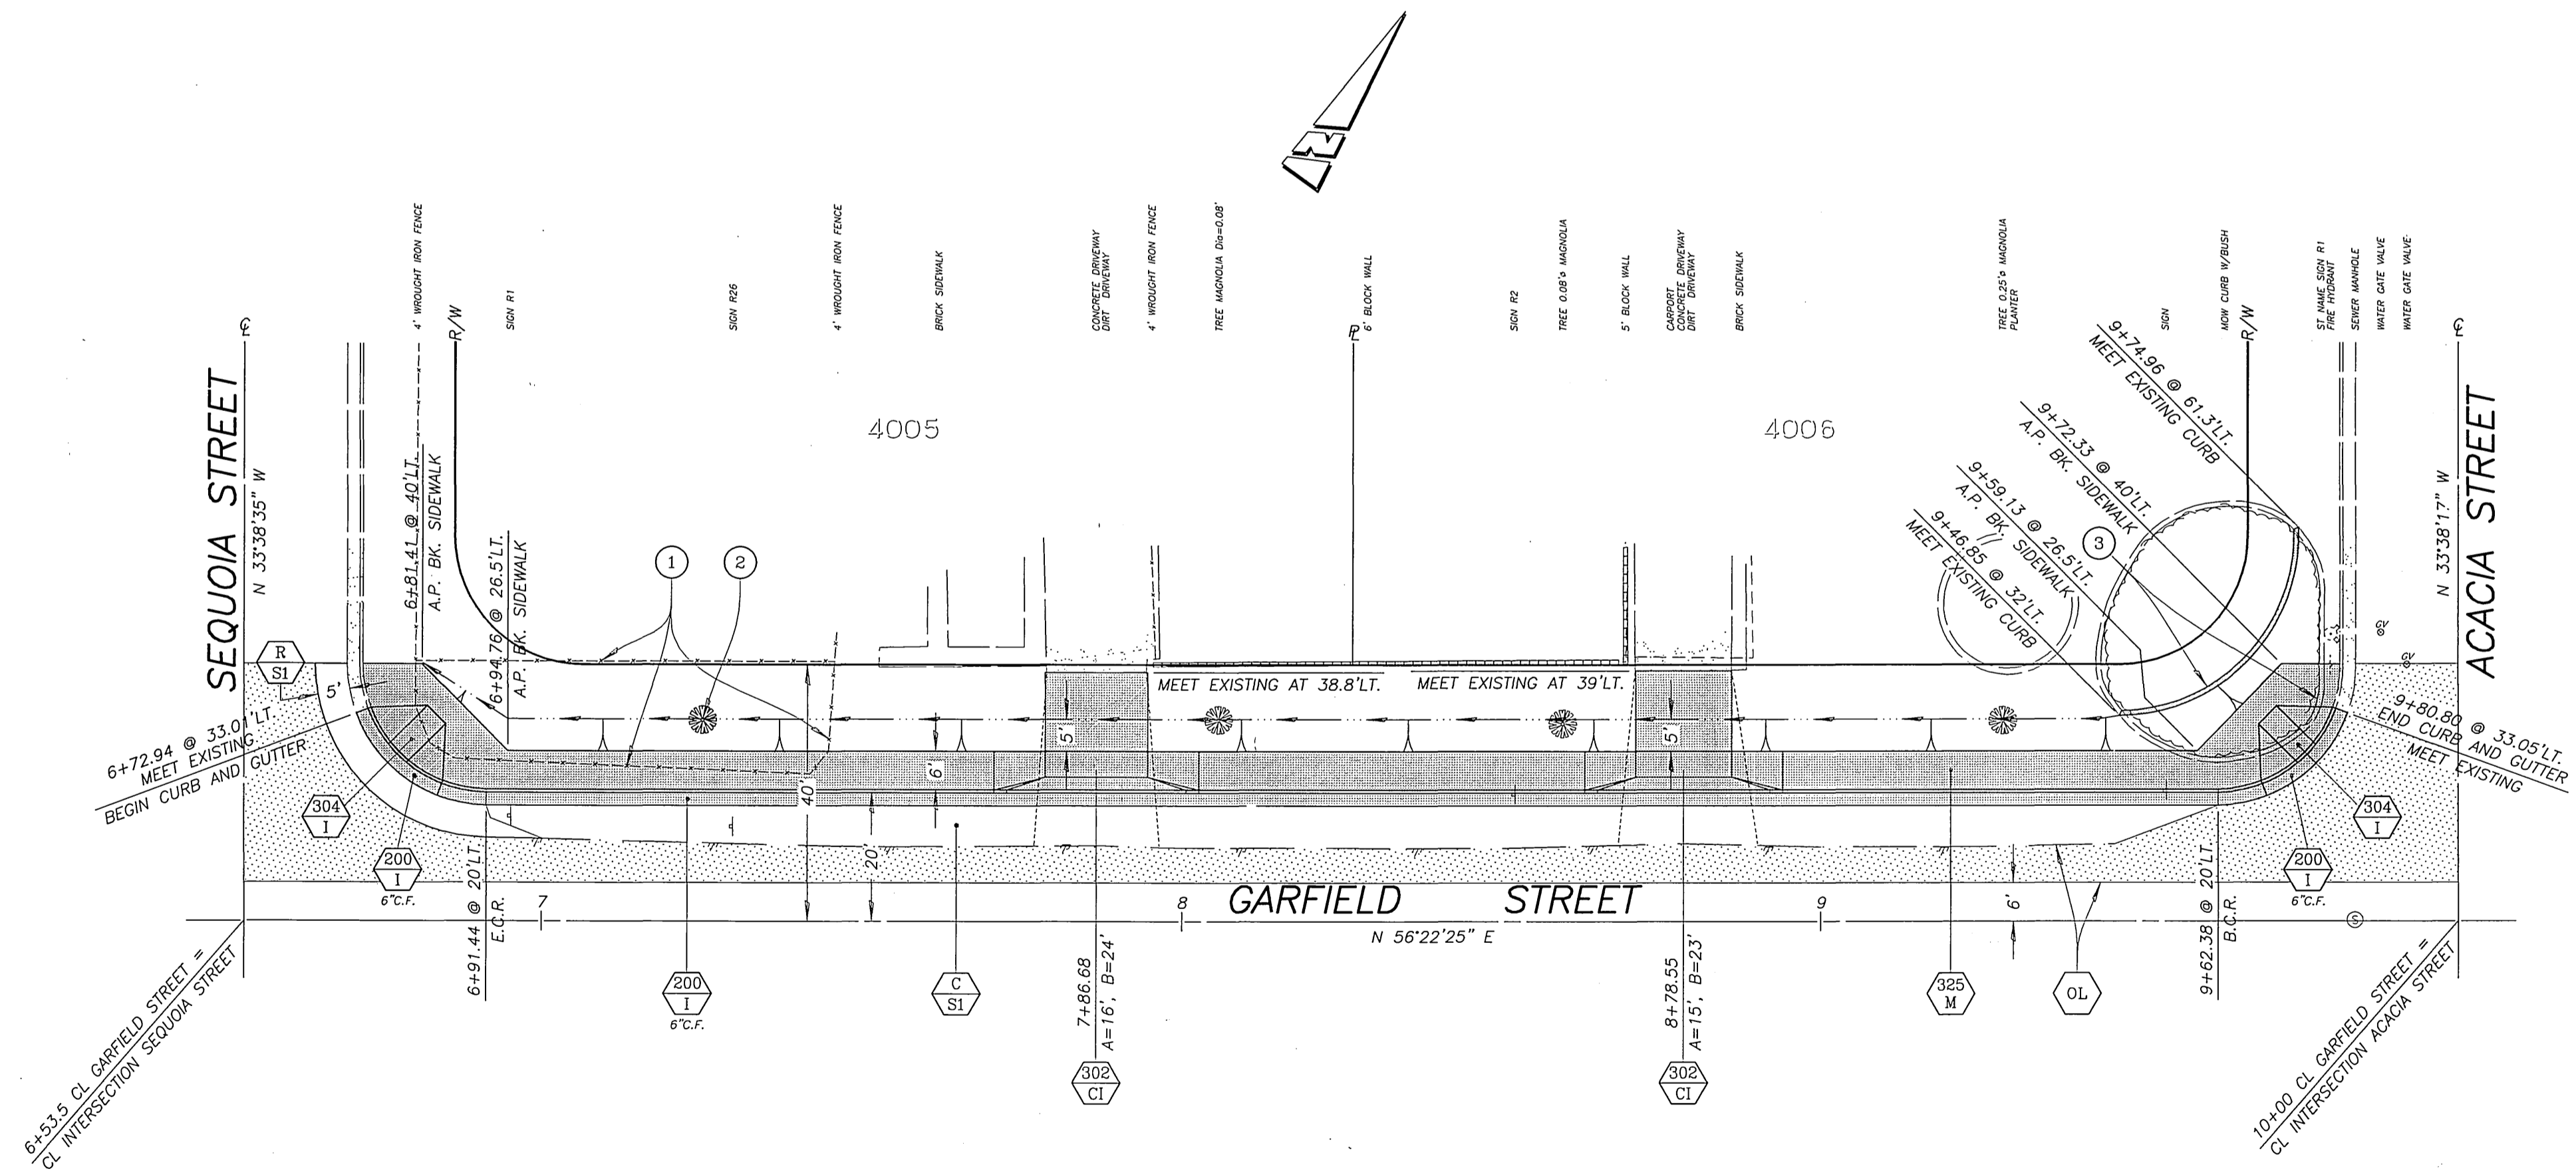 N
4' WROUGHT IRON FENCE
SIGN R1
SIGN R26
4' WROUGHT IRON FENCE
BRICK SIDEWALK
CONCRETE DRIVEWAY
DIRT DRIVEWAY
4' WROUGHT IRON FENCE
TREE MAGNOLIA Dia=0.08'
6' BLOCK WALL
SIGN R2
TREE 0.08'ø MAGNOLIA
5' BLOCK WALL
CARPORT
CONCRETE DRIVEWAY
DIRT DRIVEWAY
BRICK SIDEWALK
TREE 0.25'ø MAGNOLIA
PLANTER
SIGN
MOW CURB W/BUSH
ST NAME SIGN R1
FIRE HYDRANT
SEWER MANHOLE
WATER GATE VALVE
WATER GATE VALVE
CL
R/W
PL
R/W
CL
SEQUOIA STREET
N 33°38'35" W
6+81.41 @ 40'LT.
A.P. BK. SIDEWALK
6+94.76 @ 26.5'LT.
A.P. BK. SIDEWALK
4005
4006
9+74.96 @ 61.3'LT.
MEET EXISTING CURB
9+72.33 @ 40'LT.
A.P. BK. SIDEWALK
9+59.13 @ 26.5'LT.
A.P. BK. SIDEWALK
9+46.85 @ 32'LT.
MEET EXISTING CURB
ACACIA STREET
N 33°38'17" W
1
2
3
GV
GV
R
S1
5'
MEET EXISTING AT 38.8'LT.
MEET EXISTING AT 39'LT.
6+72.94 @ 33.01'LT.
MEET EXISTING
BEGIN CURB AND GUTTER
9+80.80 @ 33.05'LT.
END CURB AND GUTTER
MEET EXISTING
5'
5'
6'
40'
20'
6'
304
I
200
I
6"C.F.
304
I
200
I
6"C.F.
6+91.44 @ 20'LT.
E.C.R.
7
8
9
GARFIELD STREET
N 56°22'25" E
S
9+62.38 @ 20'LT.
B.C.R.
200
I
6"C.F.
C
S1
7+86.68
A=16', B=24'
302
CI
8+78.55
A=15', B=23'
302
CI
325
M
OL
6+53.5 CL GARFIELD STREET =
CL INTERSECTION SEQUOIA STREET
10+00 CL GARFIELD STREET =
CL INTERSECTION ACACIA STREET